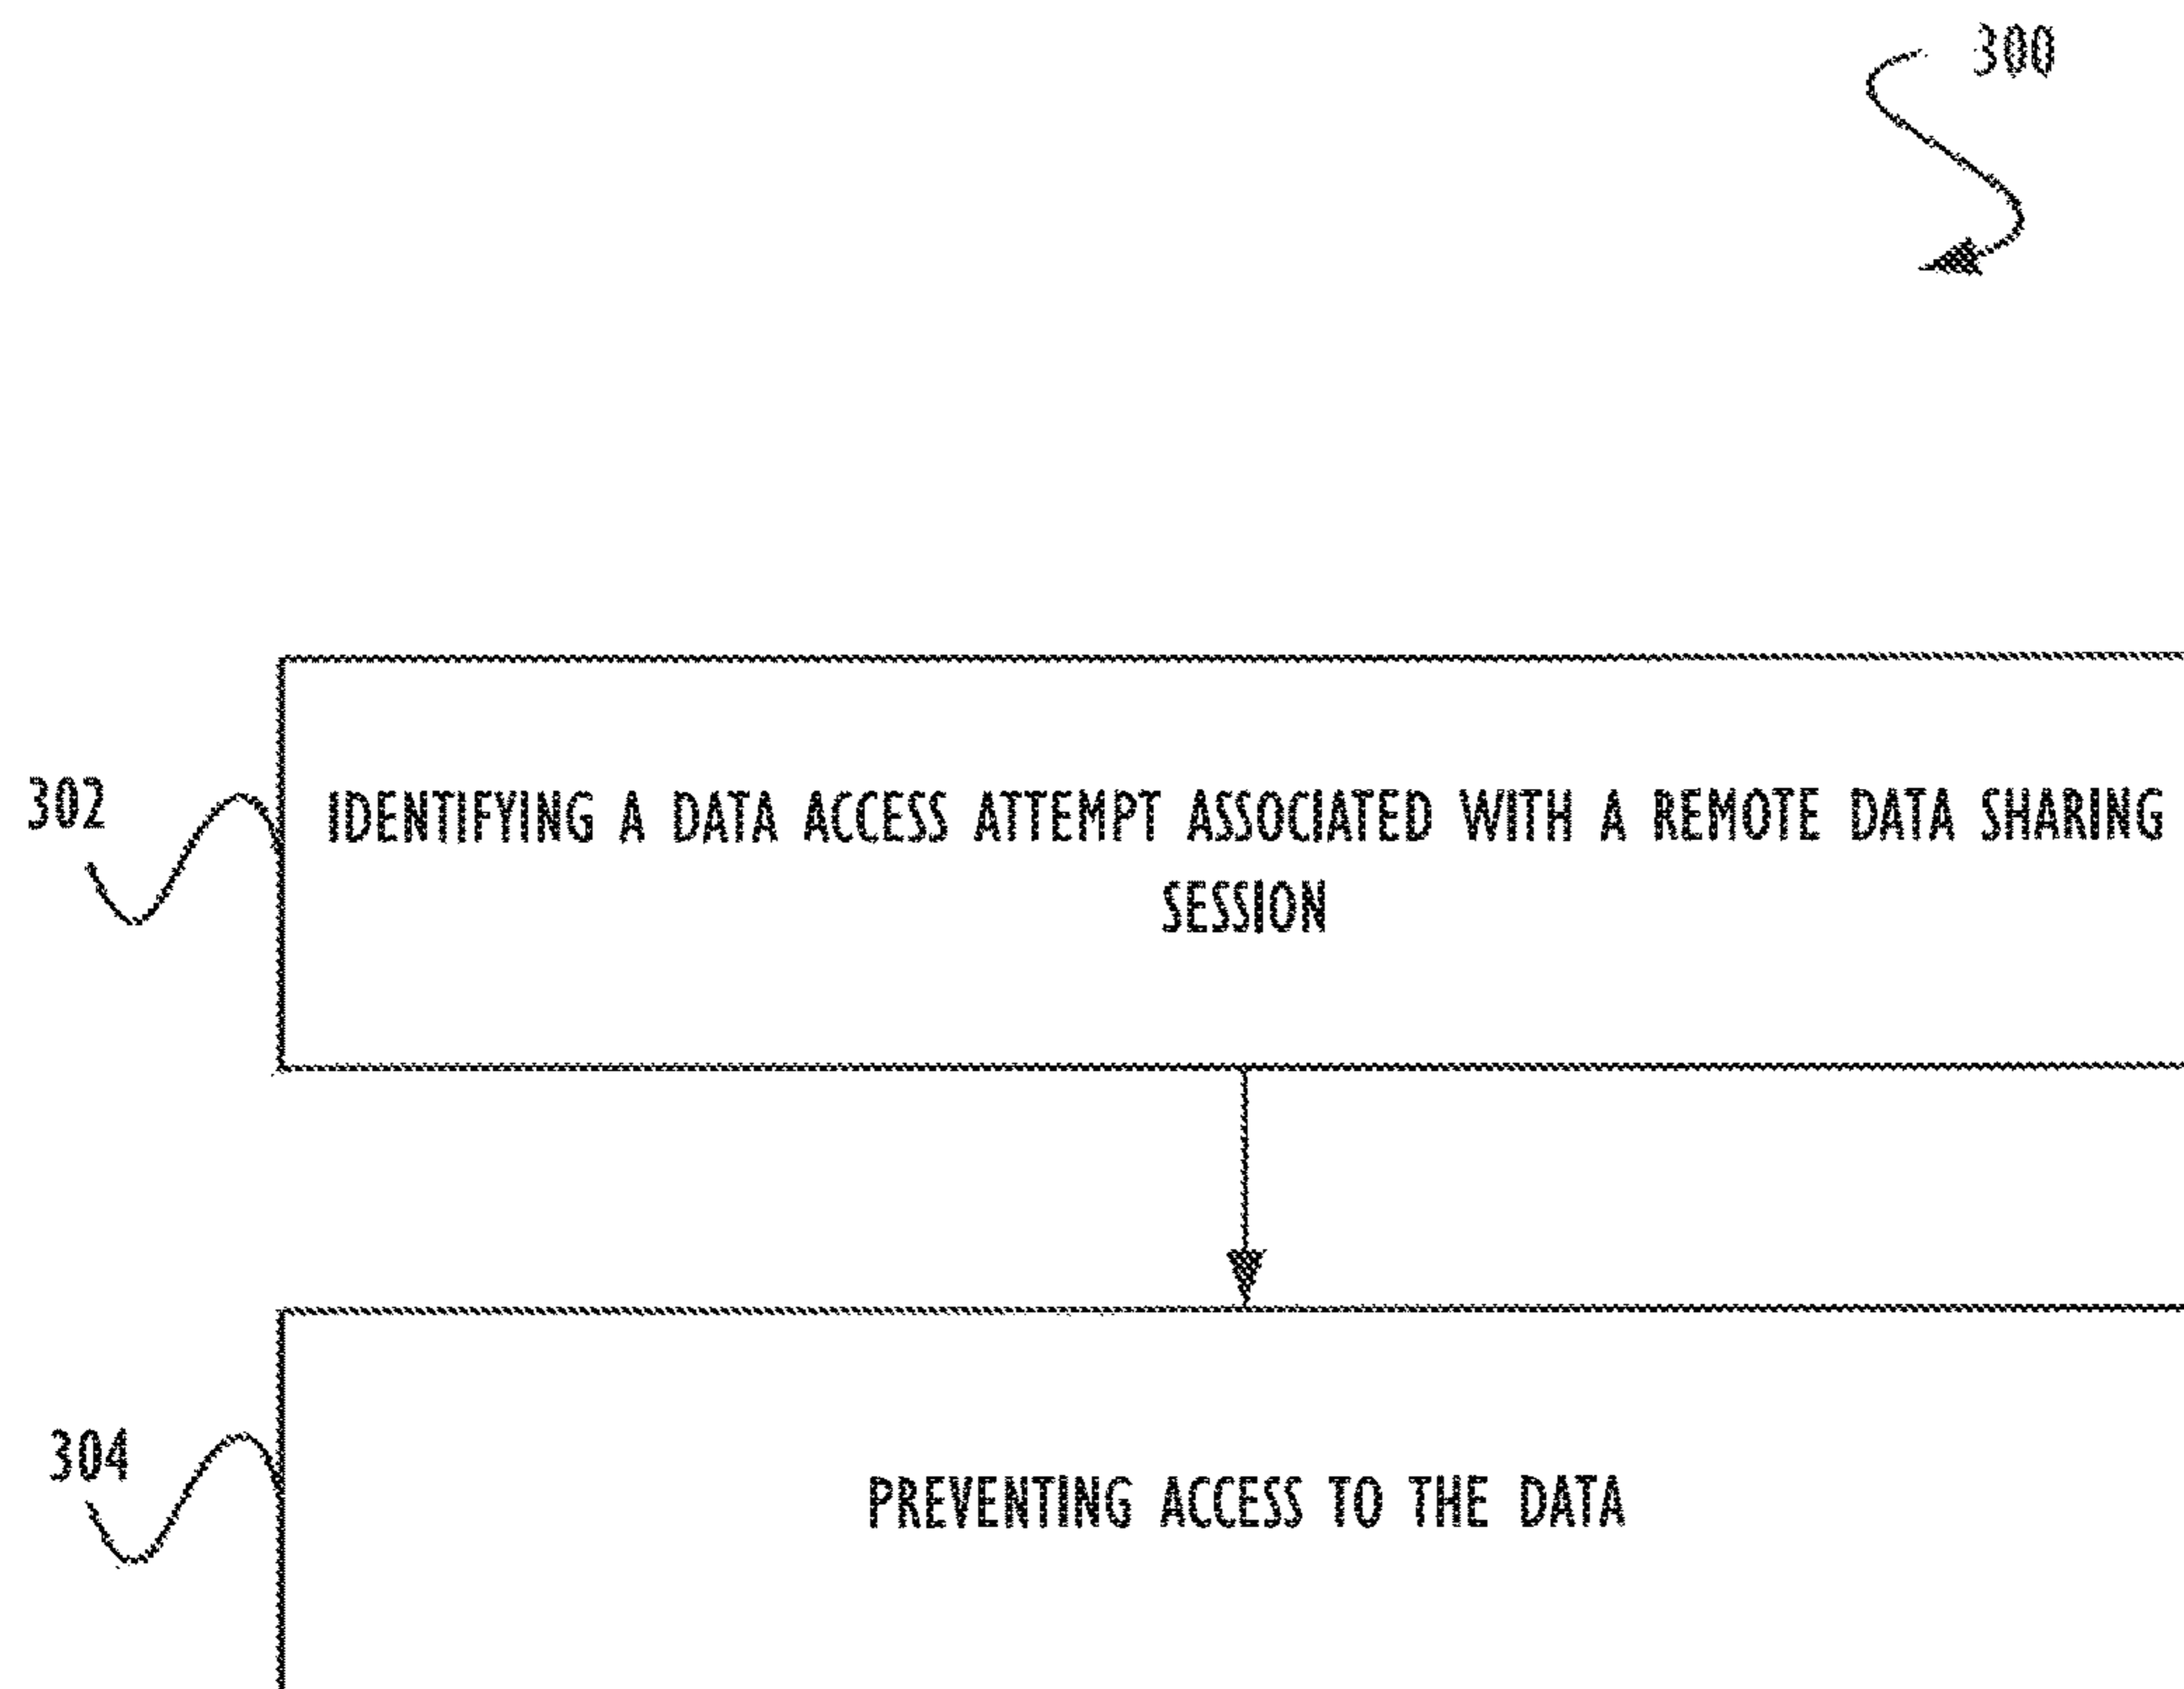 300
302
IDENTIFYING A DATA ACCESS ATTEMPT ASSOCIATED WITH A REMOTE DATA SHARING
SESSION
304
PREVENTING ACCESS TO THE DATA